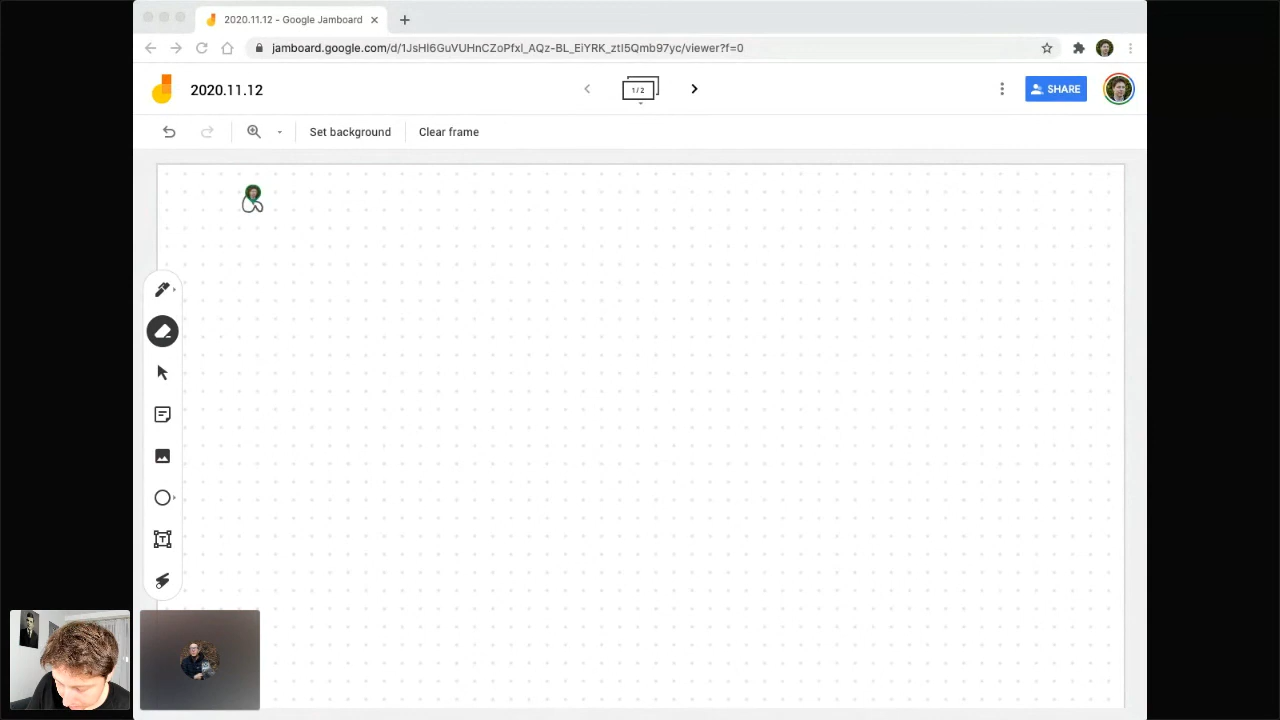 2020.11.12 - Google Jamboard
jamboard.google.com/d/1JsHl6GuVUHnCZoPfxi_AQz-BL_EiYRK_ztI5Qmb97yc/viewer?f=0
2020.11.12
1 / 2
SHARE
Set background
Clear frame